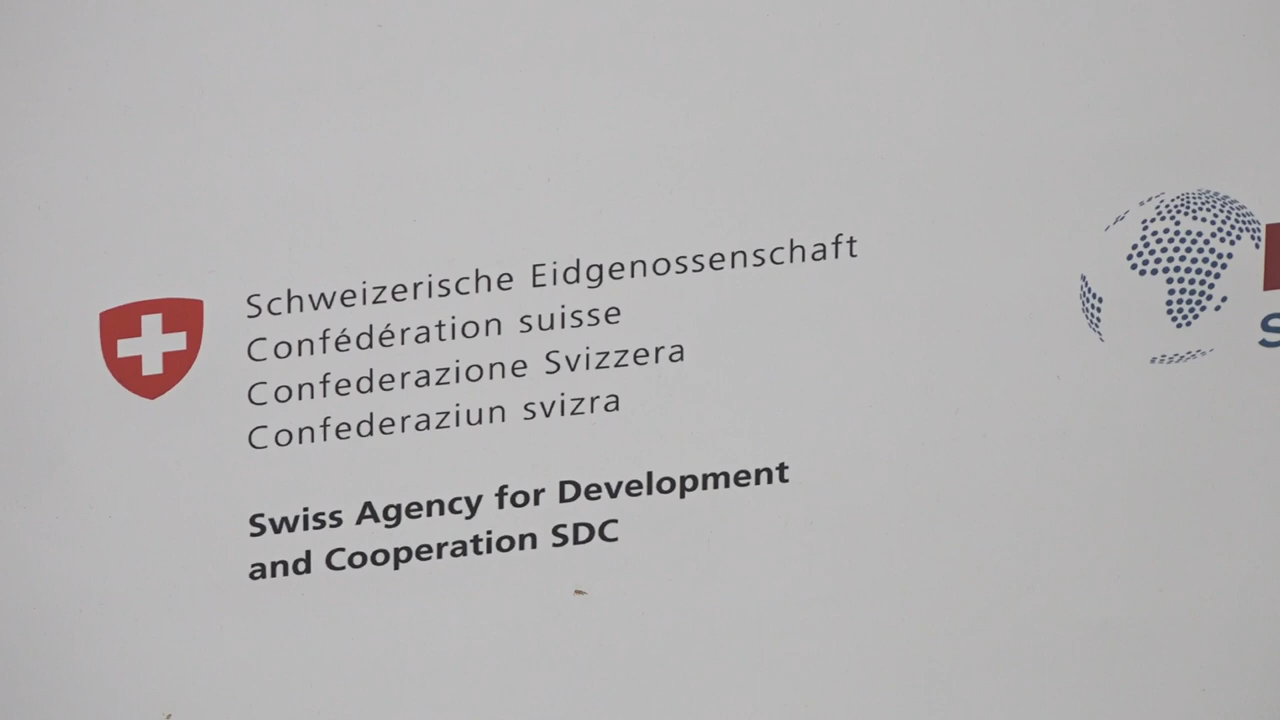 Schweizerische Eidgenossenschaft
Confédération suisse
Confederazione Svizzera
Confederaziun svizra
Swiss Agency for Development
and Cooperation SDC